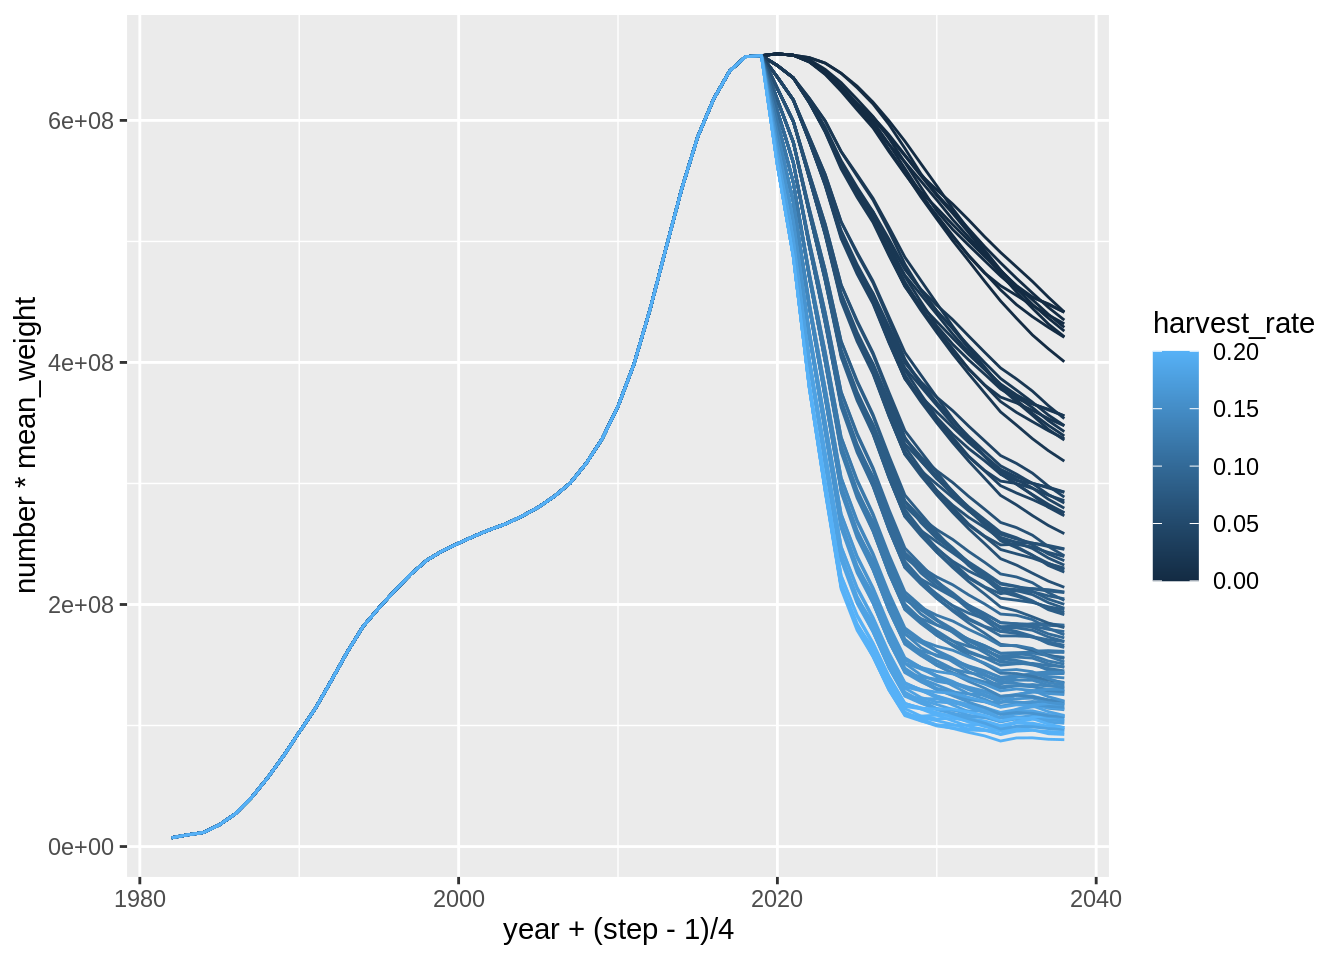 6e+08
4e+08
2e+08
0e+00
number * mean_weight
1980
2000
2020
2040
year + (step - 1)/4
harvest_rate
0.20
0.15
0.10
0.05
0.00